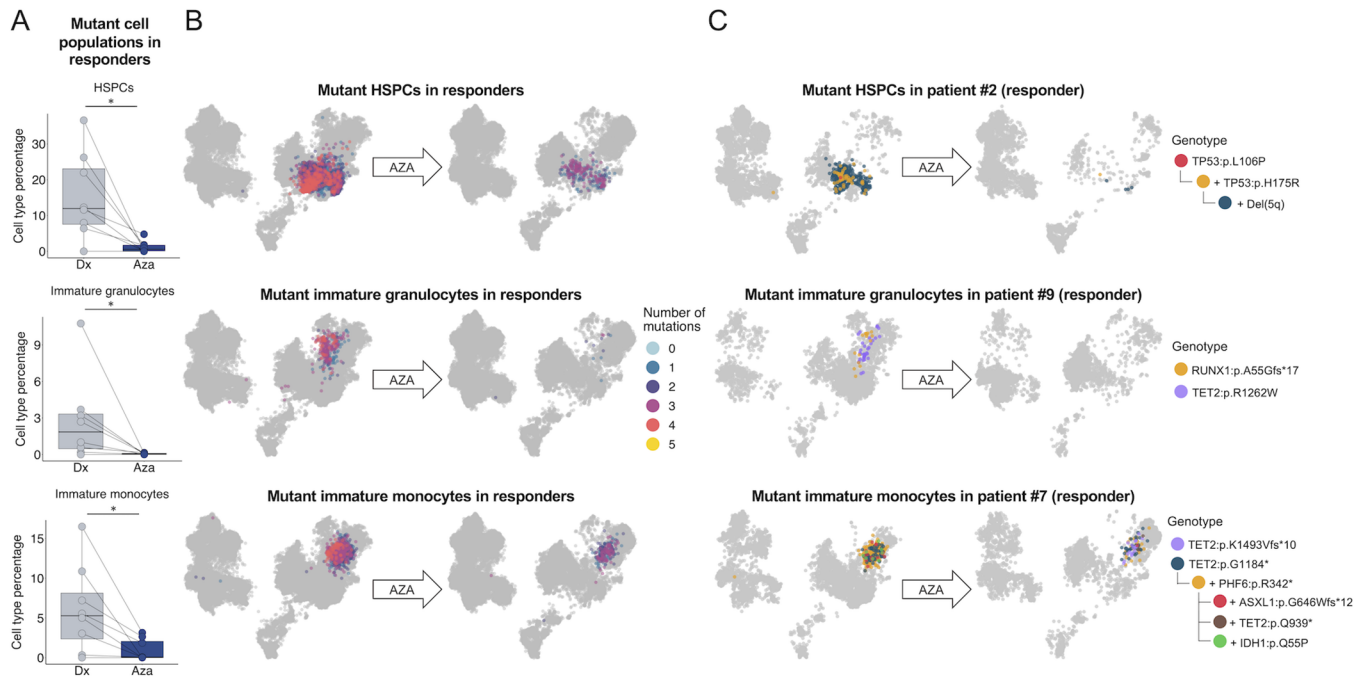 A
Mutant cell
populations in
responders
HSPCs
*
Cell type percentage
30
20
10
0
Dx
Aza
Immature granulocytes
*
Cell type percentage
9
6
3
0
Dx
Aza
Immature monocytes
*
Cell type percentage
15
10
5
0
Dx
Aza
B
Mutant HSPCs in responders
AZA
Mutant immature granulocytes in responders
AZA
Number of
mutations
0
1
2
3
4
5
Mutant immature monocytes in responders
AZA
C
Mutant HSPCs in patient #2 (responder)
AZA
Genotype
TP53:p.L106P
+ TP53:p.H175R
+ Del(5q)
Mutant immature granulocytes in patient #9 (responder)
AZA
Genotype
RUNX1:p.A55Gfs*17
TET2:p.R1262W
Mutant immature monocytes in patient #7 (responder)
AZA
Genotype
TET2:p.K1493Vfs*10
TET2:p.G1184*
+ PHF6:p.R342*
+ ASXL1:p.G646Wfs*12
+ TET2:p.Q939*
+ IDH1:p.Q55P